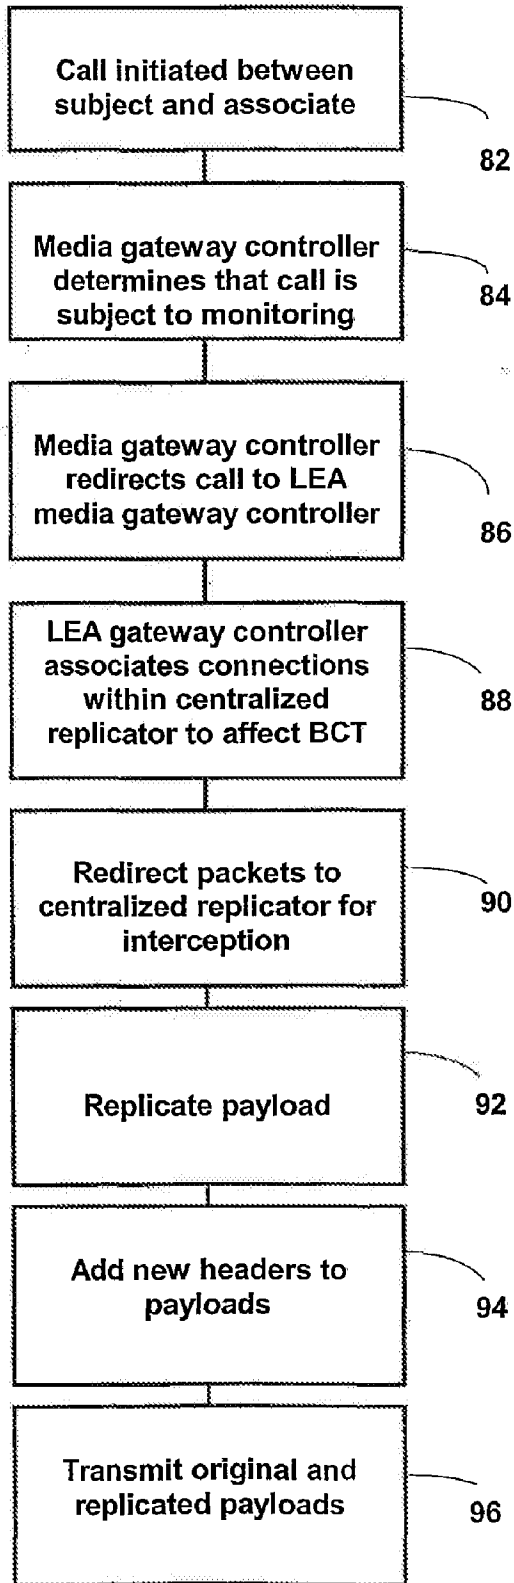 Call initiated between
subject and associate
82
Media gateway controller
determines that call is
subject to monitoring
84
Media gateway controller
redirects call to LEA
media gateway controller
86
LEA gateway controller
associates connections
within centralized
replicator to affect BCT
88
Redirect packets to
centralized replicator for
interception
90
Replicate payload
92
Add new headers to
payloads
94
Transmit original and
replicated payloads
96